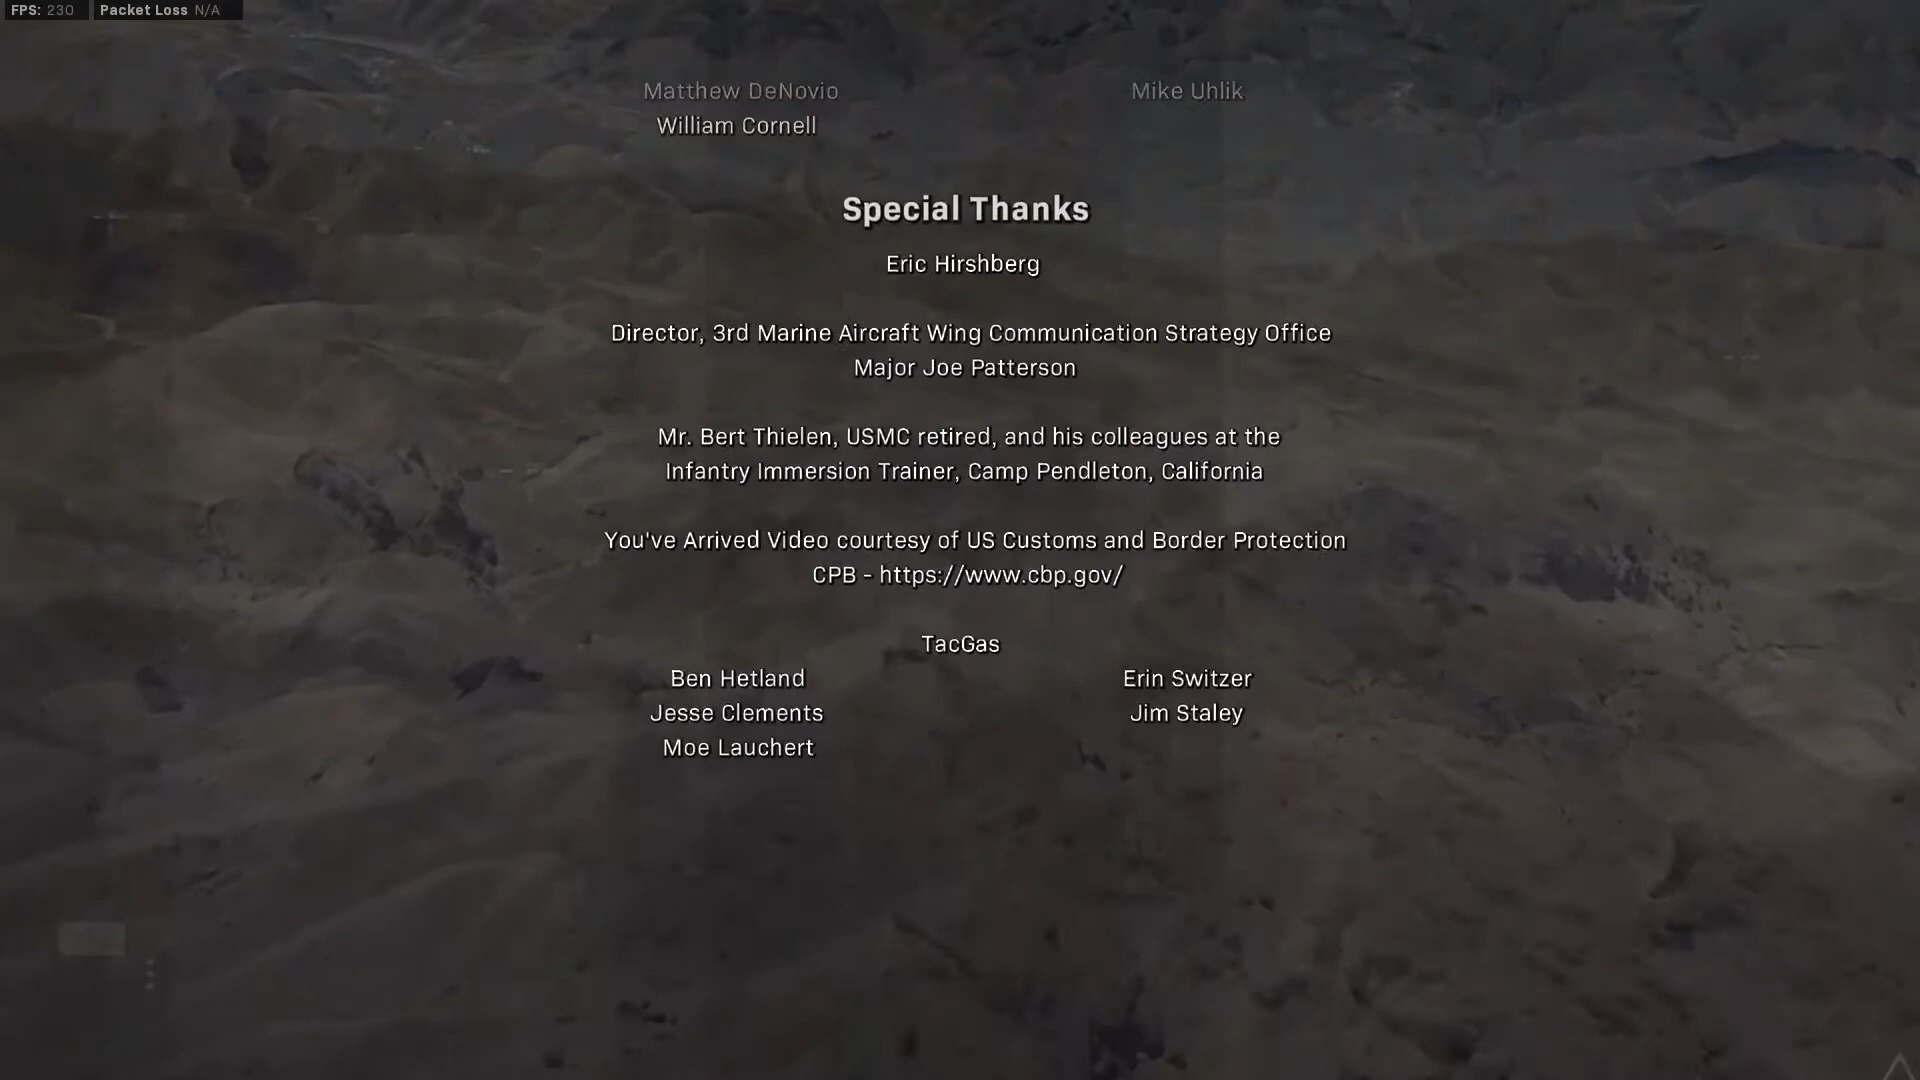 FPS: 230 Packet Loss N/A
Matthew DeNovio Mike Uhlik
William Cornell
Special Thanks
Eric Hirshberg
Director, 3rd Marine Aircraft Wing Communication Strategy Office
Major Joe Patterson
Mr. Bert Thielen, USMC retired, and his colleagues at the
Infantry Immersion Trainer, Camp Pendleton, California
You've Arrived Video courtesy of US Customs and Border Protection
CPB - https://www.cbp.gov/
TacGas
Ben Hetland Erin Switzer
Jesse Clements Jim Staley
Moe Lauchert